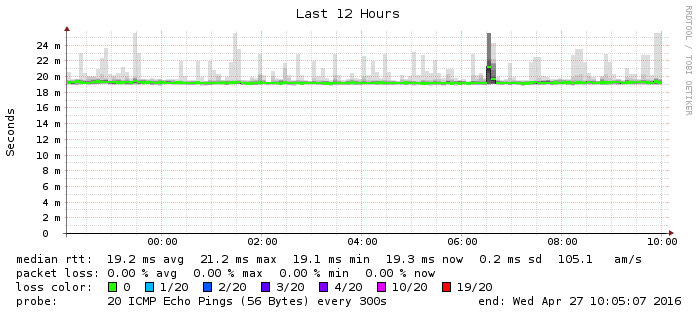 Last 12 Hours
RRDTOOL / TOBI OETIKER
Seconds
24 m
22 m
20 m
18 m
16 m
14 m
12 m
10 m
8 m
6 m
4 m
2 m
0
00:00 02:00 04:00 06:00 08:00 10:00
median rtt: 19.2 ms avg 21.2 ms max 19.1 ms min 19.3 ms now 0.2 ms sd 105.1 am/s
packet loss: 0.00 % avg 0.00 % max 0.00 % min 0.00 % now
loss color: 0 1/20 2/20 3/20 4/20 10/20 19/20
probe: 20 ICMP Echo Pings (56 Bytes) every 300s end: Wed Apr 27 10:05:07 2016